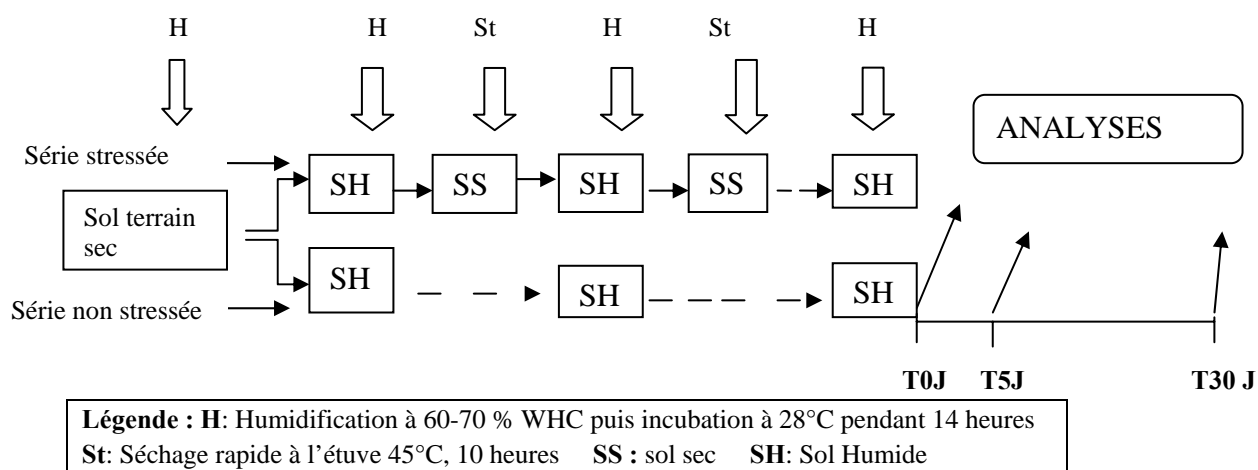 H H St H St H
ANALYSES
Série stressée
SH SS SH SS SH
Sol terrain
sec
SH SH SH
Série non stressée
T0J T5J T30 J
Légende : H: Humidification à 60-70 % WHC puis incubation à 28°C pendant 14 heures
St: Séchage rapide à l'étuve 45°C, 10 heures SS : sol sec SH: Sol Humide